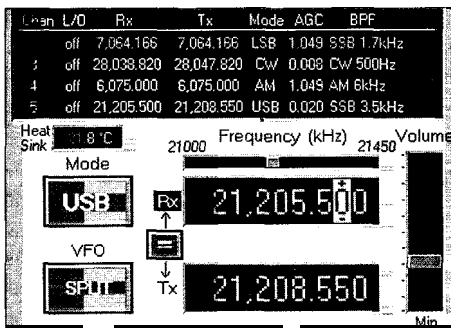 Chan L/O Rx Tx Mode AGC BPF
off 7,064.166 7,064.166 LSB 1.049 SSB 1.7kHz
3 off 28,038.820 28,047.820 CW 0.008 CW 500Hz
4 off 6,075.000 6,075.000 AM 1.049 AM 6kHz
5 off 21,205.500 21,208.550 USB 0.020 SSB 3.5kHz
Heat Sink 8 °C
21000 Frequency (kHz) 21450
Volume
Mode
USB
Rx 21,205.500
=
VFO
SPLIT
Tx 21,208.550
Min